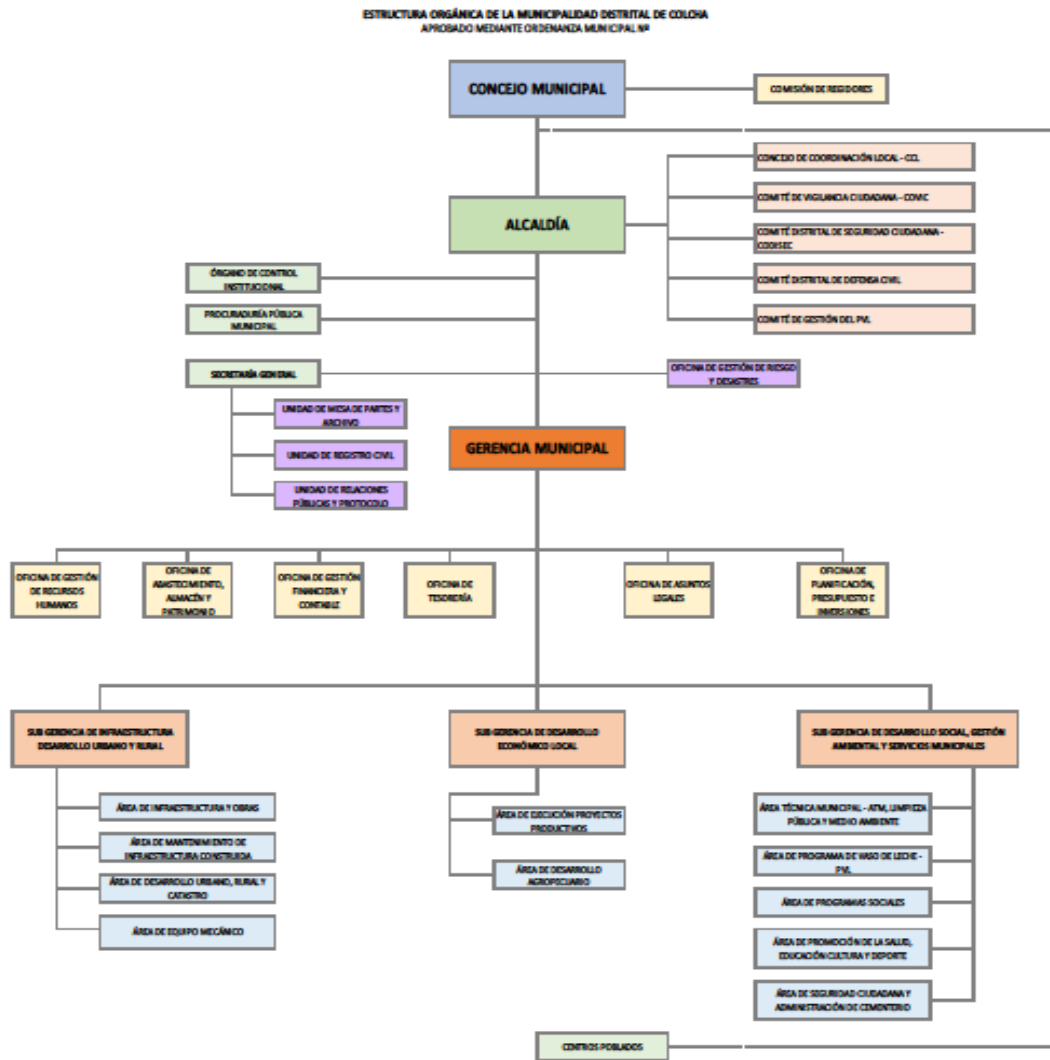 ESTRUCTURA ORGÁNICA DE LA MUNICIPALIDAD DISTRITAL DE COLCHA
APROBADO MEDIANTE ORDENANZA MUNICIPAL Nº
CONCEJO MUNICIPAL
COMISIÓN DE REGIDORES
CONCEJO DE COORDINACIÓN LOCAL - CCL
COMITÉ DE VIGILANCIA CIUDADANA - COVIC
ALCALDÍA
COMITÉ DISTRITAL DE SEGURIDAD CIUDADANA -
CODISEC
ÓRGANO DE CONTROL
INSTITUCIONAL
COMITÉ DISTRITAL DE DEFENSA CIVIL
PROCURADURÍA PÚBLICA
MUNICIPAL
COMITÉ DE GESTIÓN DEL PVL
SECRETARÍA GENERAL
OFICINA DE GESTIÓN DE RIESGO
Y DESASTRES
UNIDAD DE MESA DE PARTES Y
ARCHIVO
GERENCIA MUNICIPAL
UNIDAD DE REGISTRO CIVIL
UNIDAD DE RELACIONES
PÚBLICAS Y PROTOCOLO
OFICINA DE GESTIÓN
DE RECURSOS
HUMANOS
OFICINA DE
ABASTECIMIENTO,
ALMACÉN Y
PATRIMONIO
OFICINA DE GESTIÓN
FINANCIERA Y
CONTABLE
OFICINA DE
TESORERÍA
OFICINA DE ASUNTOS
LEGALES
OFICINA DE
PLANIFICACIÓN,
PRESUPUESTO E
INVERSIONES
SUB GERENCIA DE INFRAESTRUCTURA
DESARROLLO URBANO Y RURAL
SUB GERENCIA DE DESARROLLO
ECONÓMICO LOCAL
SUB GERENCIA DE DESARROLLO SOCIAL, GESTIÓN
AMBIENTAL Y SERVICIOS MUNICIPALES
ÁREA DE INFRAESTRUCTURA Y OBRAS
ÁREA DE MANTENIMIENTO DE
INFRAESTRUCTURA CONSTRUIDA
ÁREA DE DESARROLLO URBANO, RURAL Y
CATASTRO
ÁREA DE EQUIPO MECÁNICO
ÁREA DE EJECUCIÓN PROYECTOS
PRODUCTIVOS
ÁREA DE DESARROLLO
AGROPECUARIO
ÁREA TÉCNICA MUNICIPAL - ATM, LIMPIEZA
PÚBLICA Y MEDIO AMBIENTE
ÁREA DE PROGRAMA DE VASO DE LECHE -
PVL
ÁREA DE PROGRAMAS SOCIALES
ÁREA DE PROMOCIÓN DE LA SALUD,
EDUCACIÓN CULTURA Y DEPORTE
ÁREA DE SEGURIDAD CIUDADANA Y
ADMINISTRACIÓN DE CEMENTERIO
CENTROS POBLADOS